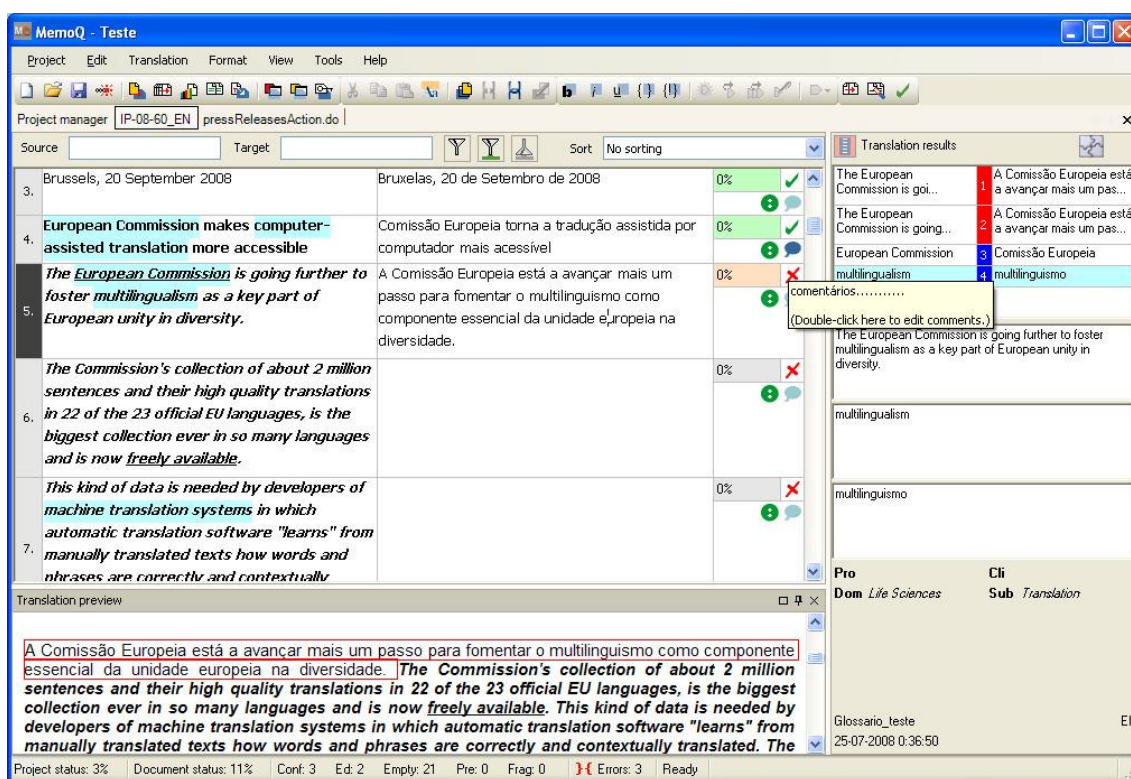 MemoQ - Teste
Project Edit Translation Format View Tools Help
Project manager IP-08-60_EN pressReleasesAction.do
Source Target Sort No sorting
3. Brussels, 20 September 2008
Bruxelas, 20 de Setembro de 2008
0%
4. European Commission makes computer-
assisted translation more accessible
Comissão Europeia torna a tradução assistida por
computador mais acessível
0%
5. The European Commission is going further to
foster multilingualism as a key part of
European unity in diversity.
A Comissão Europeia está a avançar mais um
passo para fomentar o multilinguismo como
componente essencial da unidade europeia na
diversidade.
0%
6. The Commission's collection of about 2 million
sentences and their high quality translations
in 22 of the 23 official EU languages, is the
biggest collection ever in so many languages
and is now freely available.
0%
7. This kind of data is needed by developers of
machine translation systems in which
automatic translation software "learns" from
manually translated texts how words and
phrases are correctly and contextually
0%
Translation results
The European
Commission is goi...
1
A Comissão Europeia está
a avançar mais um pas...
The European
Commission is going...
2
A Comissão Europeia está
a avançar mais um pas...
European Commission 3 Comissão Europeia
multilingualism 4 multilinguismo
comentários...........
(Double-click here to edit comments.)
The European Commission is going further to foster
multilingualism as a key part of European unity in
diversity.
multilingualism
multilinguismo
Pro Cli
Dom Life Sciences Sub Translation
Glossario_teste
25-07-2008 0:36:50
Translation preview
A Comissão Europeia está a avançar mais um passo para fomentar o multilinguismo como componente
essencial da unidade europeia na diversidade. The Commission's collection of about 2 million
sentences and their high quality translations in 22 of the 23 official EU languages, is the biggest
collection ever in so many languages and is now freely available. This kind of data is needed by
developers of machine translation systems in which automatic translation software "learns" from
manually translated texts how words and phrases are correctly and contextually translated. The
Project status: 3% Document status: 11% Conf: 3 Ed: 2 Empty: 21 Pre: 0 Frag: 0 Errors: 3 Ready